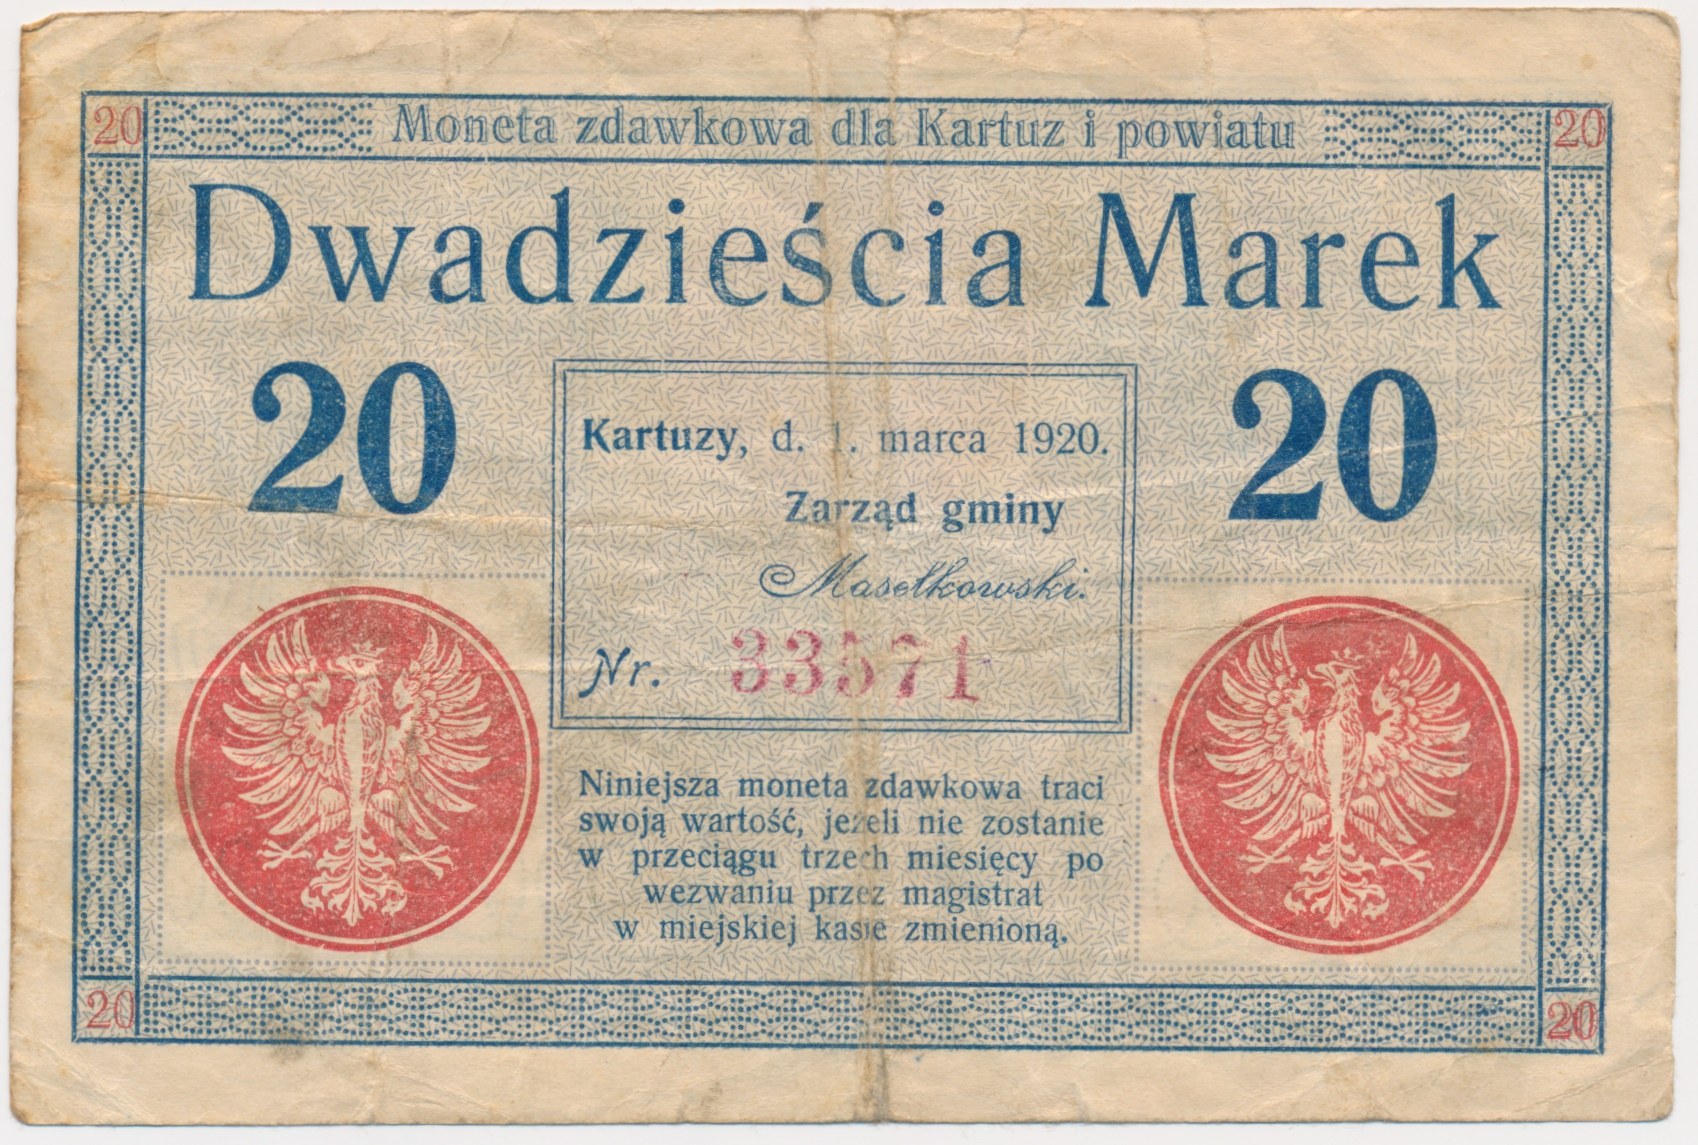 20 Moneta zdawkowa dla Kartuz i powiatu 20
Dwadzieścia Marek
20 20
Kartuzy, d. 1. marca 1920.
Zarząd gminy
Masełkowski.
Nr. 33571
Niniejsza moneta zdawkowa traci
swoją wartość, jeżeli nie zostanie
w przeciągu trzech miesięcy po
wezwaniu przez magistrat
w miejskiej kasie zmienioną.
20 20